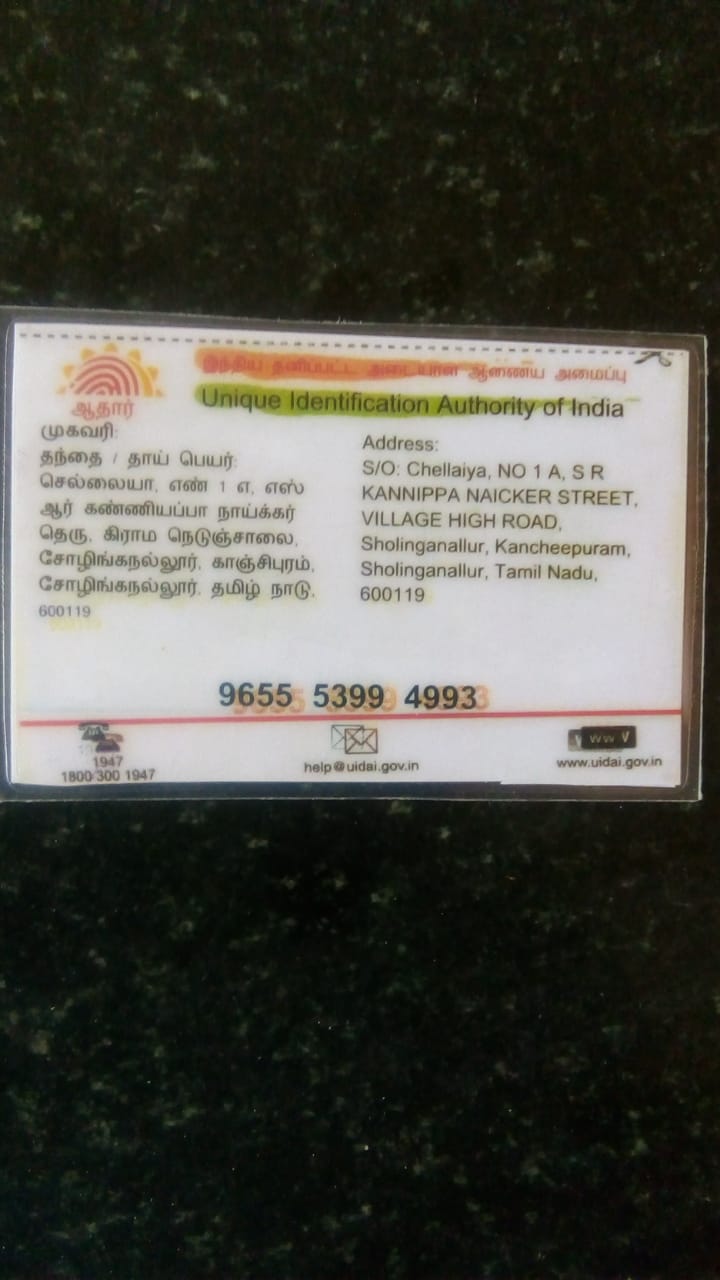 இந்திய தனிப்பட்ட அடையாள ஆணைய அமைப்பு
Unique Identification Authority of India
ஆதார்
முகவரி:
தந்தை / தாய் பெயர்:
செல்லையா, எண் 1 எ, எஸ்
ஆர் கண்ணியப்பா நாய்க்கர்
தெரு, கிராம நெடுஞ்சாலை,
சோழிங்கநல்லூர், காஞ்சிபுரம்,
சோழிங்கநல்லூர், தமிழ் நாடு,
600119
Address:
S/O: Chellaiya, NO 1 A, S R
KANNIPPA NAICKER STREET,
VILLAGE HIGH ROAD,
Sholinganallur, Kancheepuram,
Sholinganallur, Tamil Nadu,
600119
9655 5399 4993
1947
1800 300 1947
help@uidai.gov.in
www.uidai.gov.in